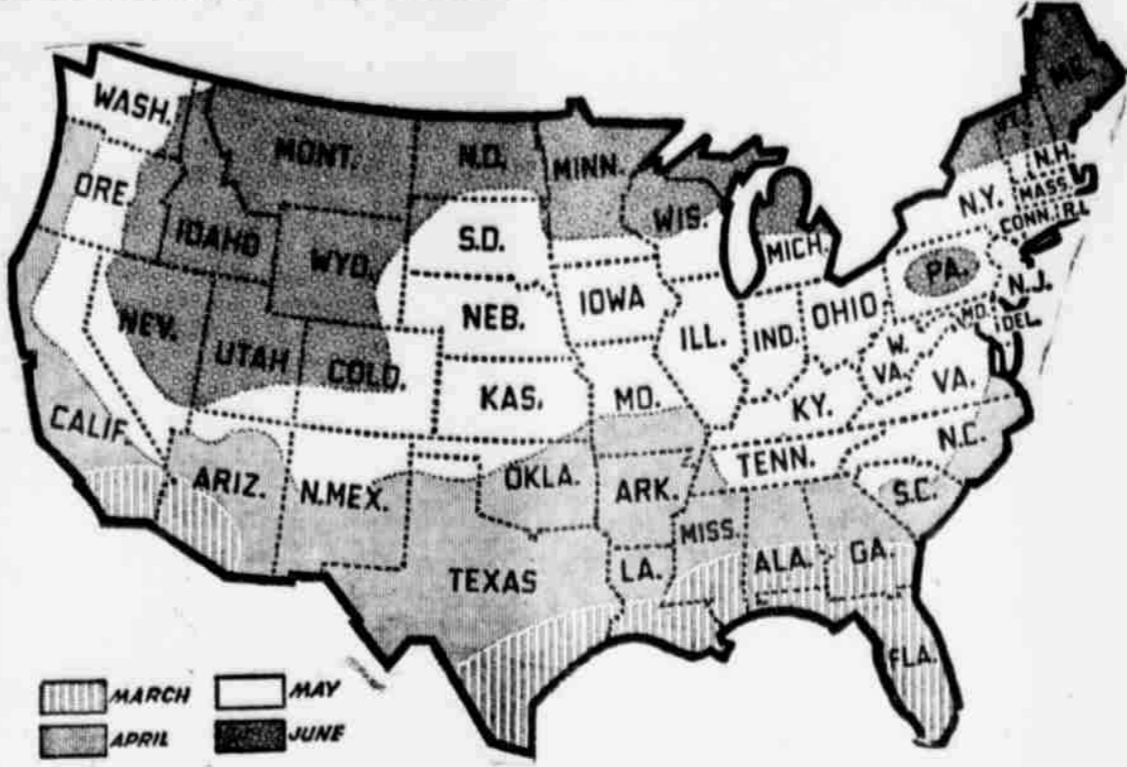 WASH.
MONT.
N.D.
MINN.
ME.
VT.
N.H.
ORE.
IDAHO
WYO.
S.D.
WIS.
MICH.
N.Y.
MASS.
CONN.
R.I.
NEV.
UTAH
COLO.
NEB.
IOWA
ILL.
IND.
OHIO
PA.
N.J.
MD.
DEL.
W.
VA.
VA.
KAS.
MO.
KY.
CALIF.
ARIZ.
N.MEX.
OKLA.
ARK.
TENN.
N.C.
S.C.
TEXAS
LA.
MISS.
ALA.
GA.
FLA.
MARCH
MAY
APRIL
JUNE